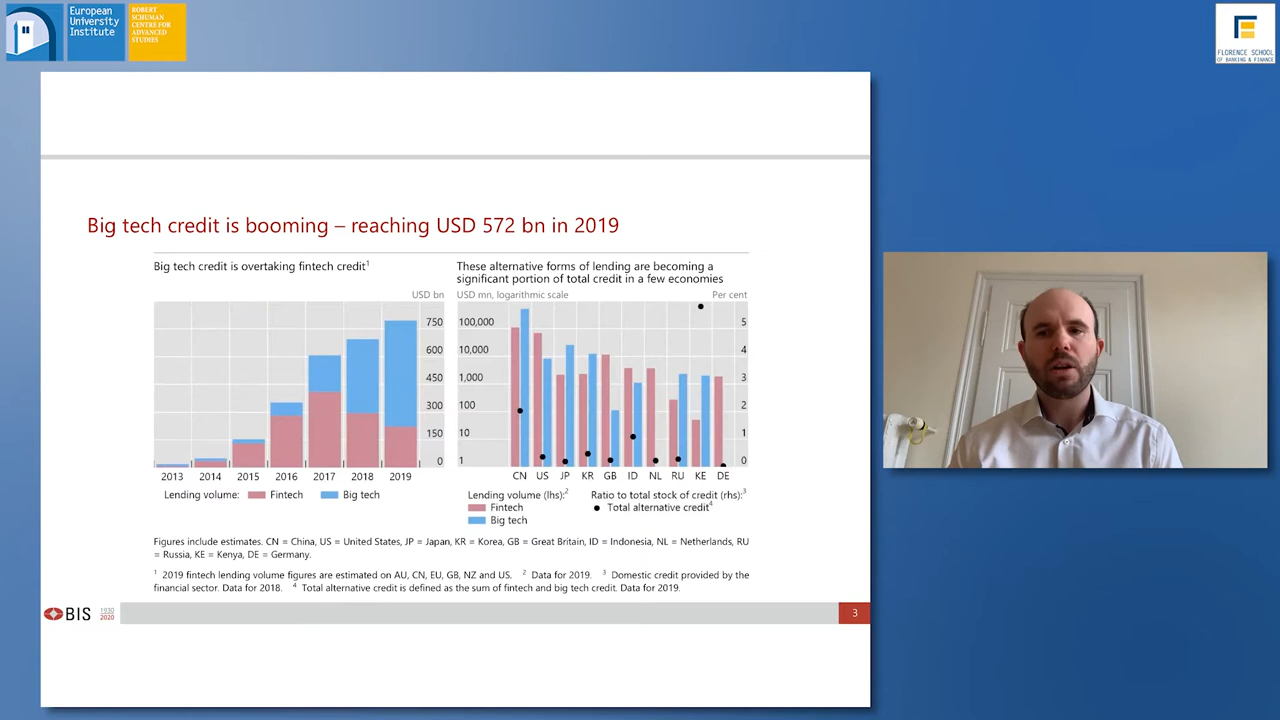 European
University
Institute
ROBERT
SCHUMAN
CENTRE FOR
ADVANCED
STUDIES
FLORENCE SCHOOL
OF BANKING & FINANCE
Big tech credit is booming – reaching USD 572 bn in 2019
Big tech credit is overtaking fintech credit¹
USD bn
750
600
450
300
150
0
2013 2014 2015 2016 2017 2018 2019
Lending volume: Fintech Big tech
These alternative forms of lending are becoming a
significant portion of total credit in a few economies
USD mn, logarithmic scale Per cent
100,000 5
10,000 4
1,000 3
100 2
10 1
1 0
CN US JP KR GB ID NL RU KE DE
Lending volume (lhs):² Ratio to total stock of credit (rhs):³
Fintech Total alternative credit⁴
Big tech
Figures include estimates. CN = China, US = United States, JP = Japan, KR = Korea, GB = Great Britain, ID = Indonesia, NL = Netherlands, RU
= Russia, KE = Kenya, DE = Germany.
¹ 2019 fintech lending volume figures are estimated on AU, CN, EU, GB, NZ and US. ² Data for 2019. ³ Domestic credit provided by the
financial sector. Data for 2018. ⁴ Total alternative credit is defined as the sum of fintech and big tech credit. Data for 2019.
BIS
1930
2020
3